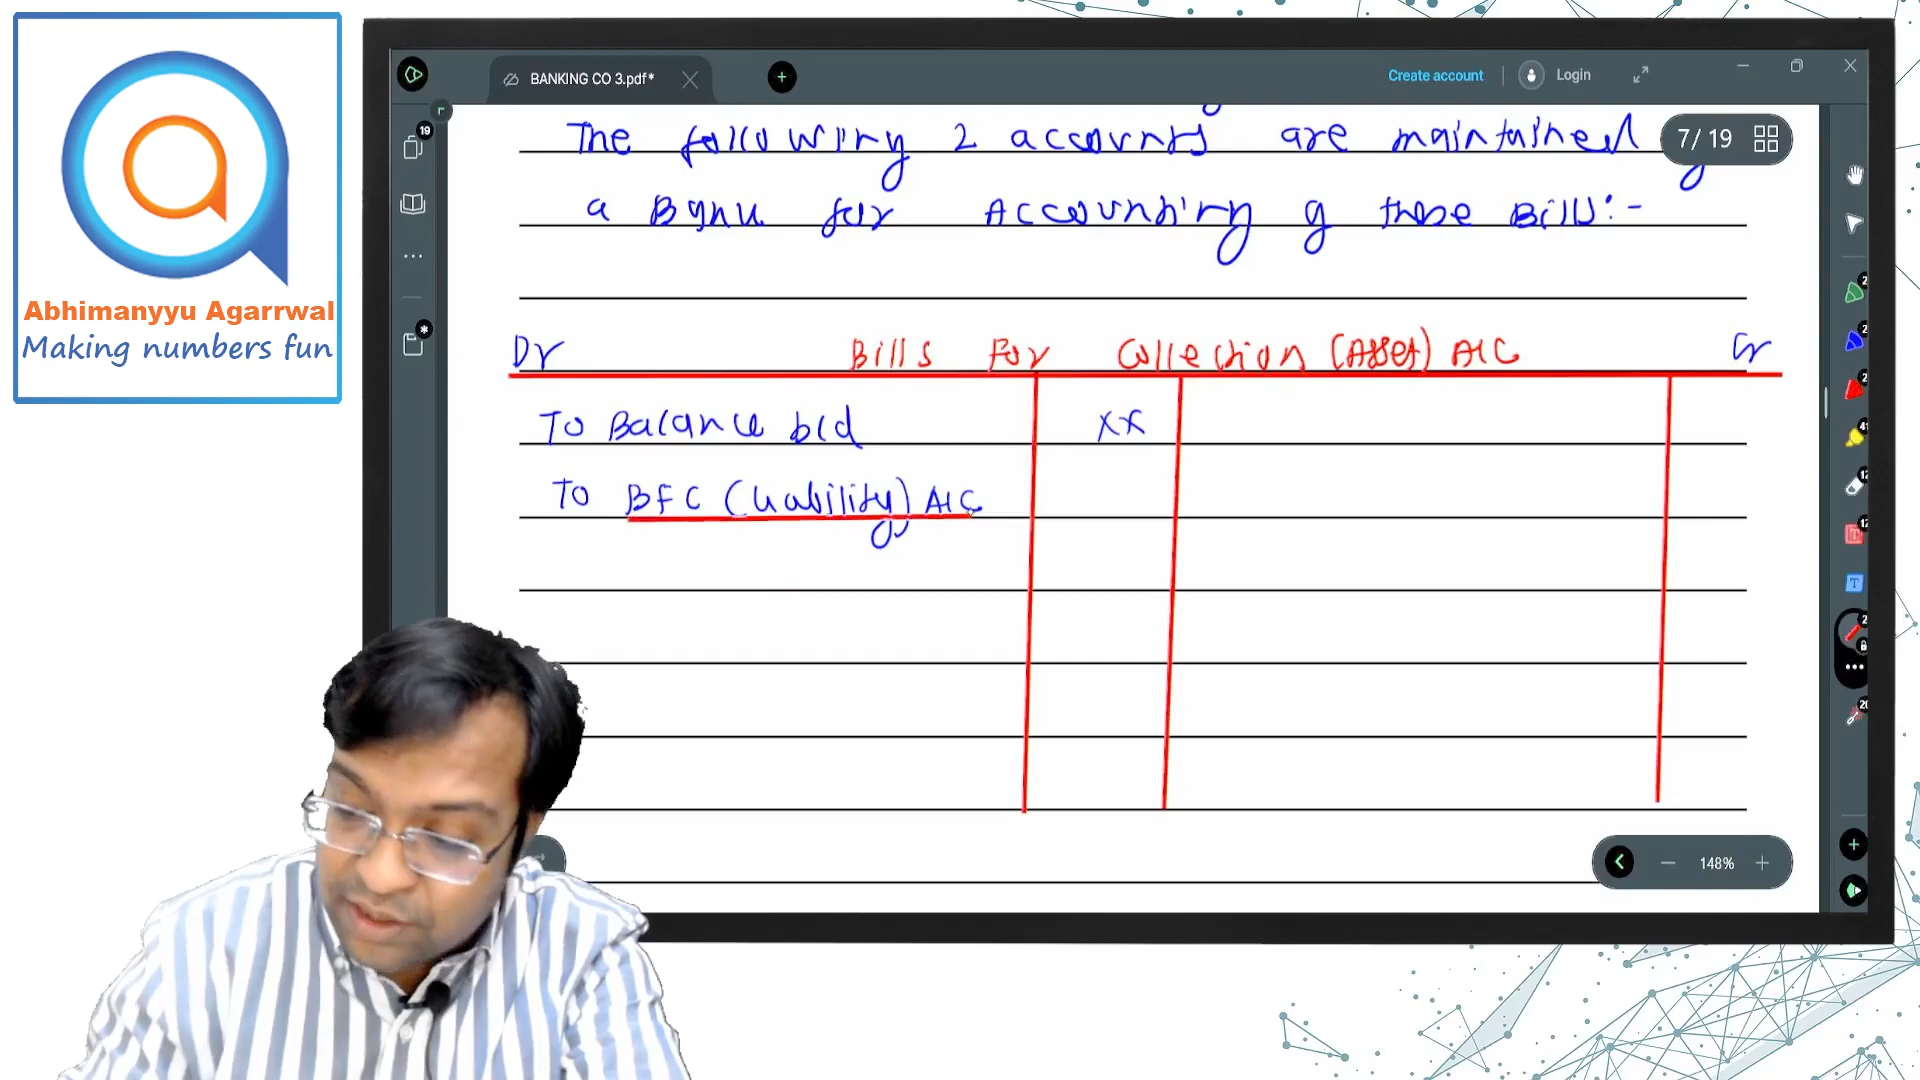 Abhimanyyu Agarrwal
Making numbers fun
BANKING CO 3.pdf*
Create account
Login
19
7/ 19
The following 2 accounts are maintained
a Bank for Accounting of these Bills:-
Dr Bills For Collection (Asset) A/C Cr
To Balance b/d xx
To BFC (Liability) A/C
148%